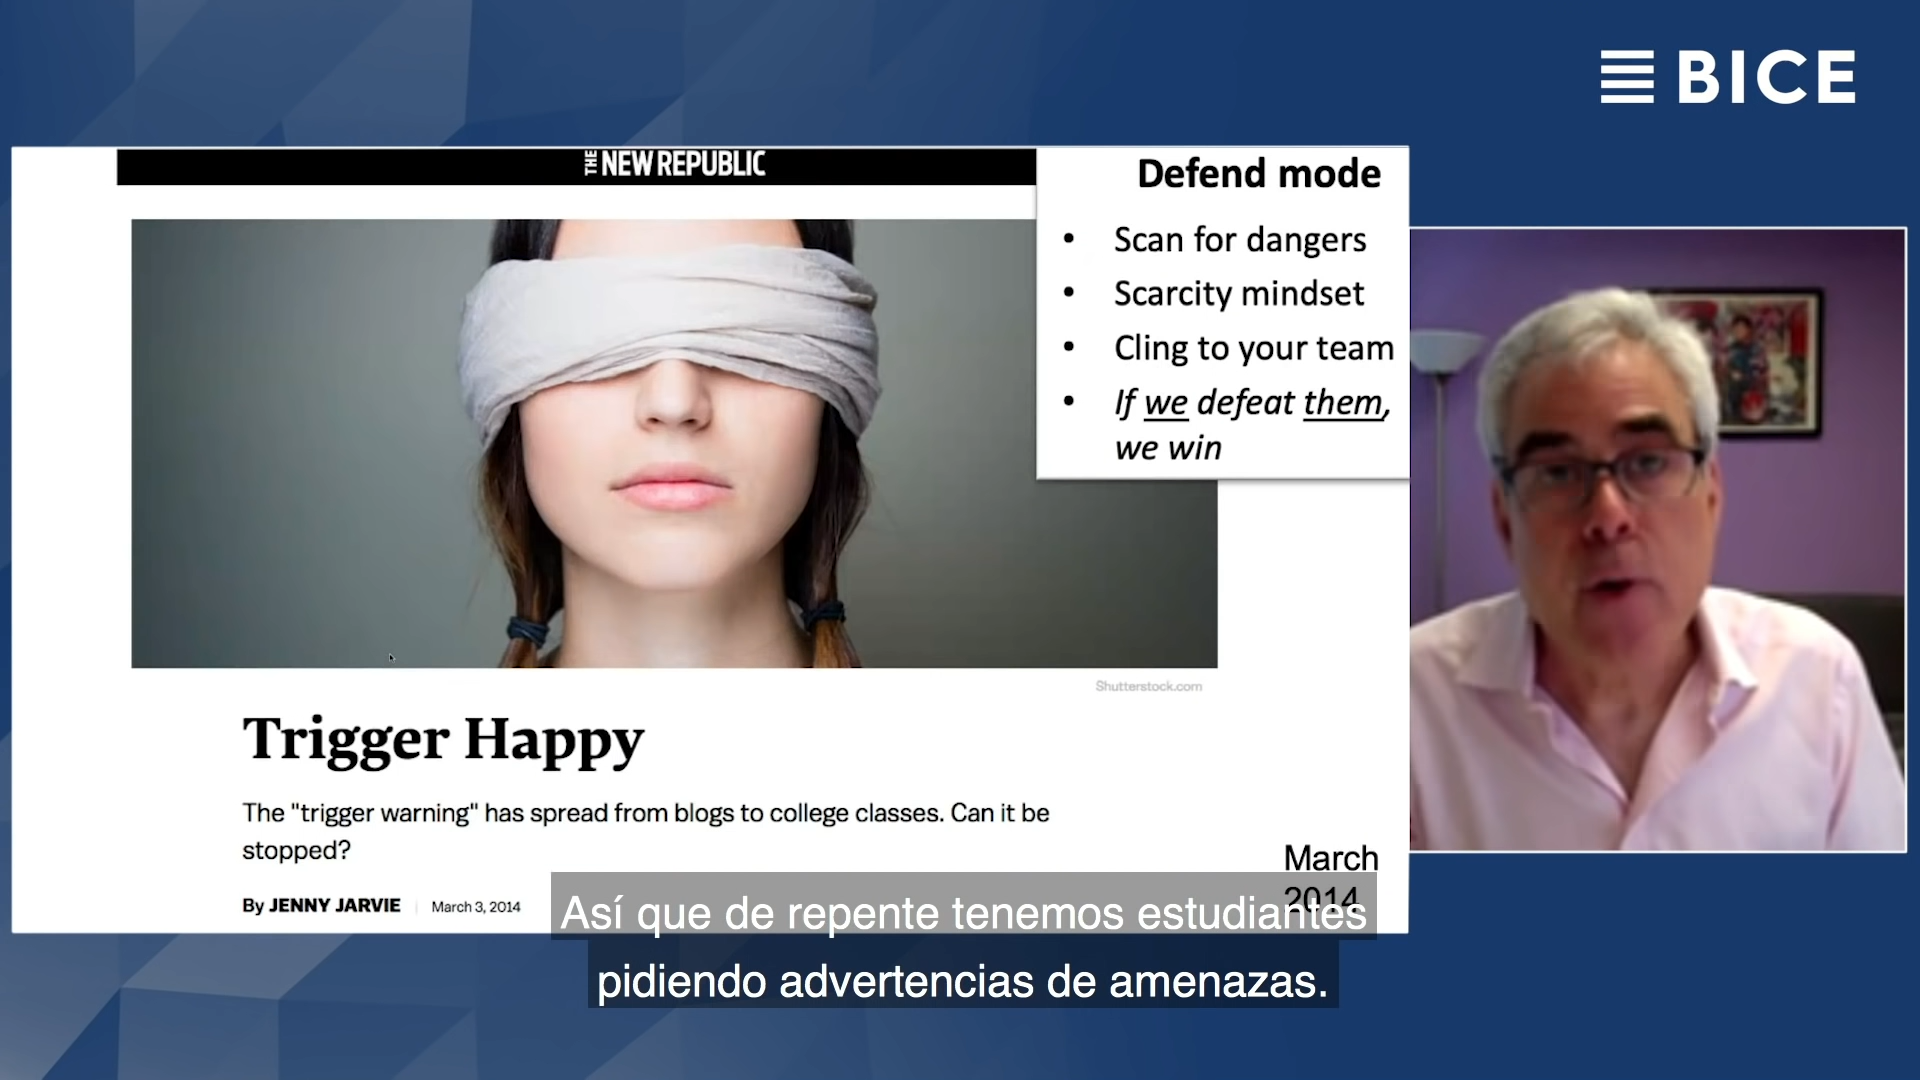 BICE
THE NEW REPUBLIC
Defend mode
• Scan for dangers
• Scarcity mindset
• Cling to your team
• If we defeat them,
we win
Shutterstock.com
Trigger Happy
The "trigger warning" has spread from blogs to college classes. Can it be
stopped?
By JENNY JARVIE | March 3, 2014
March
2014
Así que de repente tenemos estudiantes
pidiendo advertencias de amenazas.